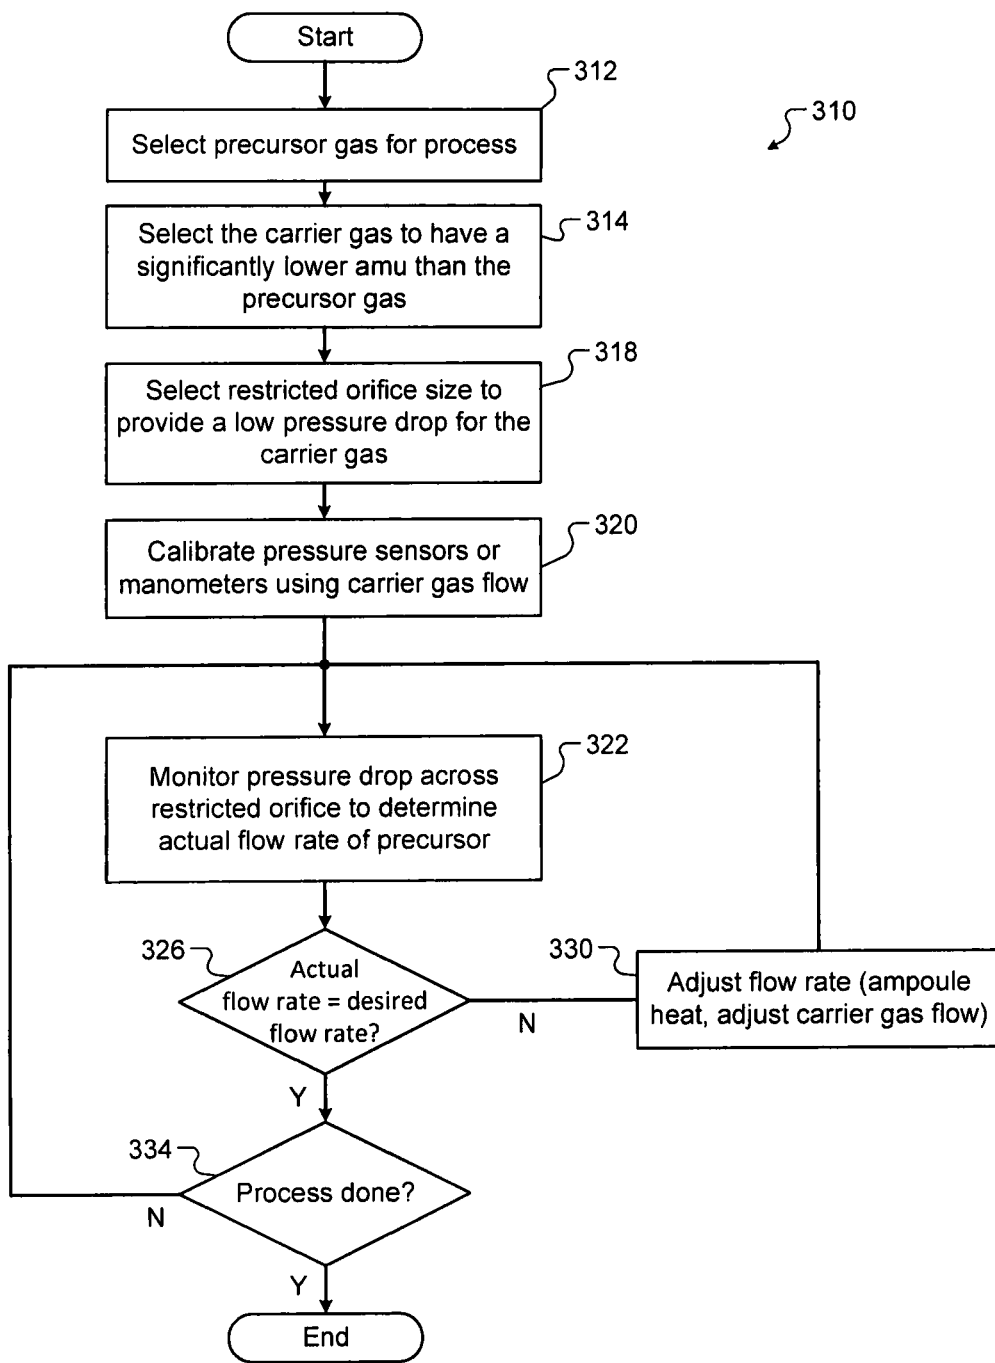 Start
312
310
Select precursor gas for process
314
Select the carrier gas to have a
significantly lower amu than the
precursor gas
318
Select restricted orifice size to
provide a low pressure drop for the
carrier gas
320
Calibrate pressure sensors or
manometers using carrier gas flow
322
Monitor pressure drop across
restricted orifice to determine
actual flow rate of precursor
326
Actual
flow rate = desired
flow rate?
N
330
Adjust flow rate (ampoule
heat, adjust carrier gas flow)
Y
334
Process done?
N
Y
End